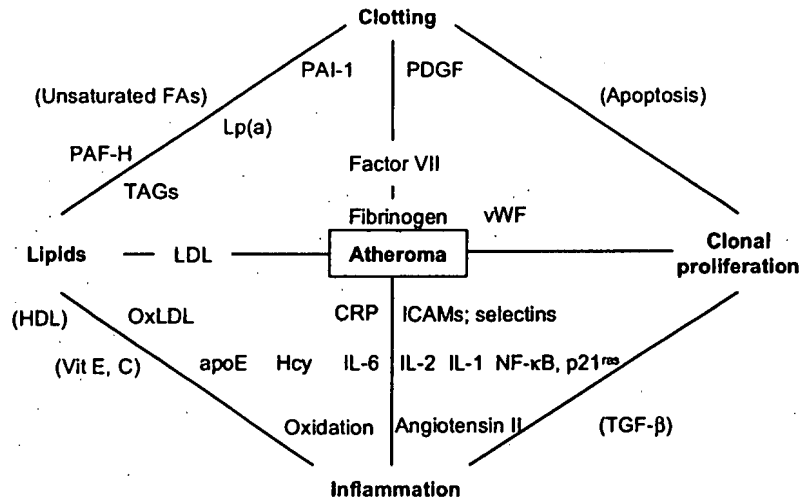 Clotting
PAI-1 PDGF
(Unsaturated FAs) (Apoptosis)
Lp(a)
PAF-H
Factor VII
TAGs
Fibrinogen vWF
Lipids LDL Atheroma Clonal
proliferation
(HDL) OxLDL CRP ICAMs; selectins
(Vit E, C) apoE Hcy IL-6 IL-2 IL-1 NF-κB, p21ras
Oxidation Angiotensin II (TGF-β)
Inflammation